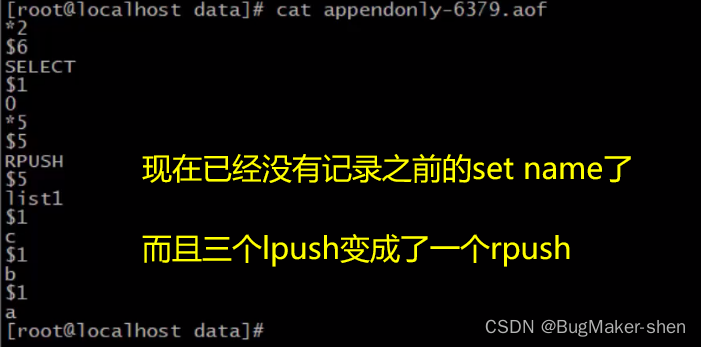 [root@localhost data]# cat appendonly-6379.aof
*2
$6
SELECT
$1
0
*5
$5
RPUSH
$5
list1
$1
c
$1
b
$1
a
[root@localhost data]#
现在已经没有记录之前的set name了
而且三个lpush变成了一个rpush
CSDN @BugMaker-shen